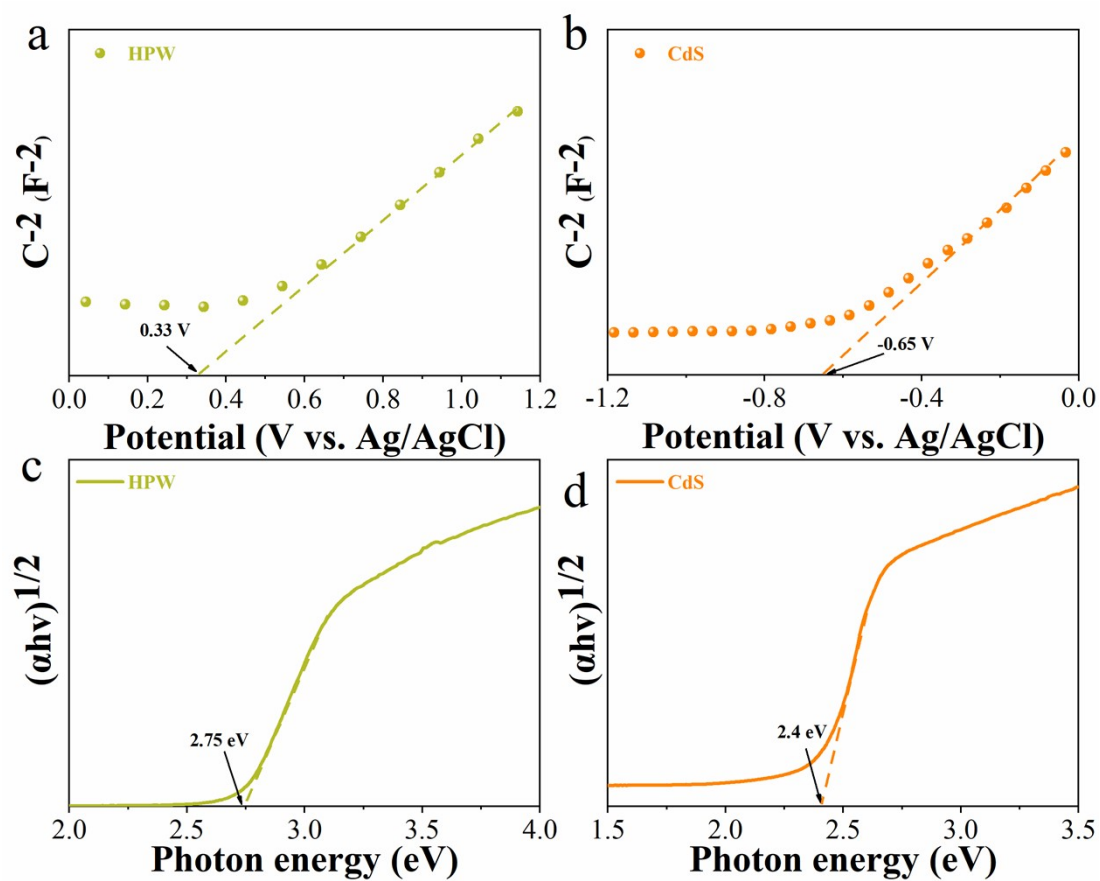 a
HPW
C-2 (F-2)
0.33 V
0.0 0.2 0.4 0.6 0.8 1.0 1.2
Potential (V vs. Ag/AgCl)
b
CdS
C-2 (F-2)
-0.65 V
-1.2 -0.8 -0.4 0.0
Potential (V vs. Ag/AgCl)
c
HPW
(αhv)1/2
2.75 eV
2.0 2.5 3.0 3.5 4.0
Photon energy (eV)
d
CdS
(αhv)1/2
2.4 eV
1.5 2.0 2.5 3.0 3.5
Photon energy (eV)